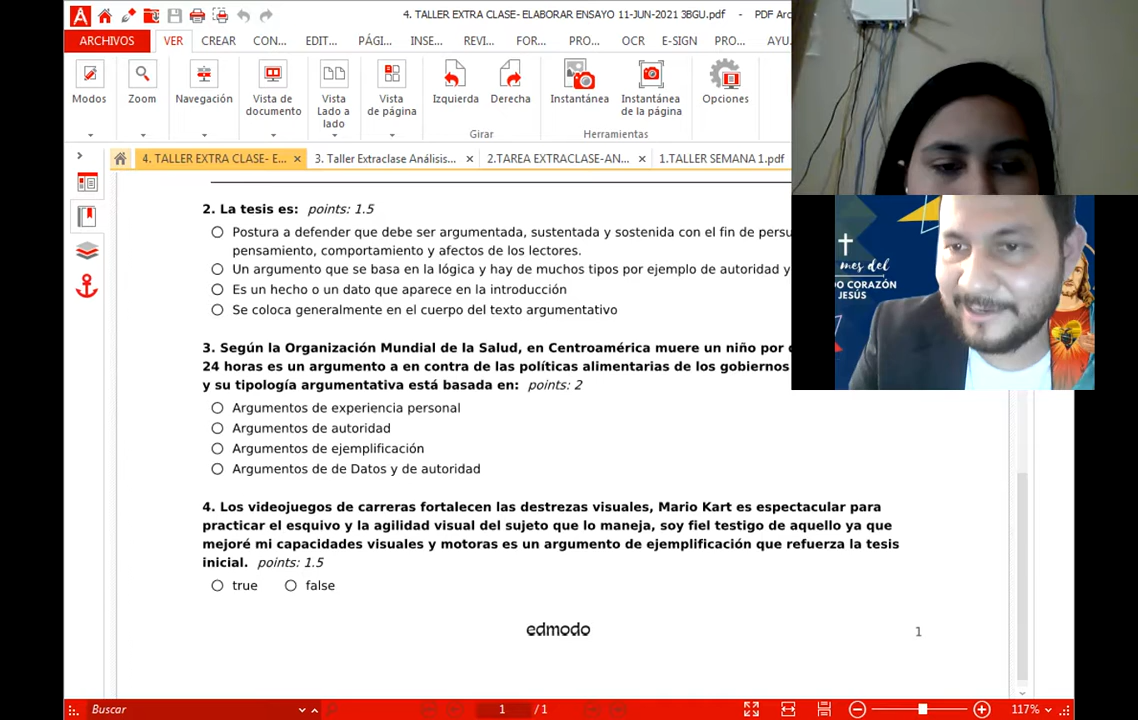 4. TALLER EXTRA CLASE- ELABORAR ENSAYO 11-JUN-2021 3BGU.pdf - PDF Arc
ARCHIVOS VER CREAR CON... EDIT... PÁGI... INSE... REVI... FOR... PRO... OCR E-SIGN PRO... AYU.
Modos Zoom Navegación Vista de documento Vista Lado a lado Vista de página Izquierda Derecha Instantánea Instantánea de la página Opciones
Girar Herramientas
4. TALLER EXTRA CLASE- E... 3. Taller Extraclase Análisis... 2.TAREA EXTRACLASE-AN... 1.TALLER SEMANA 1.pdf
2. La tesis es: points: 1.5
Postura a defender que debe ser argumentada, sustentada y sostenida con el fin de persu
pensamiento, comportamiento y afectos de los lectores.
Un argumento que se basa en la lógica y hay de muchos tipos por ejemplo de autoridad y
Es un hecho o un dato que aparece en la introducción
Se coloca generalmente en el cuerpo del texto argumentativo
3. Según la Organización Mundial de la Salud, en Centroamérica muere un niño por
24 horas es un argumento a en contra de las políticas alimentarias de los gobiernos
y su tipología argumentativa está basada en: points: 2
Argumentos de experiencia personal
Argumentos de autoridad
Argumentos de ejemplificación
Argumentos de de Datos y de autoridad
4. Los videojuegos de carreras fortalecen las destrezas visuales, Mario Kart es espectacular para
practicar el esquivo y la agilidad visual del sujeto que lo maneja, soy fiel testigo de aquello ya que
mejoré mi capacidades visuales y motoras es un argumento de ejemplificación que refuerza la tesis
inicial. points: 1.5
true false
edmodo
1
Buscar 1 / 1 117%
mes del
O CORAZÓN
JESÚS